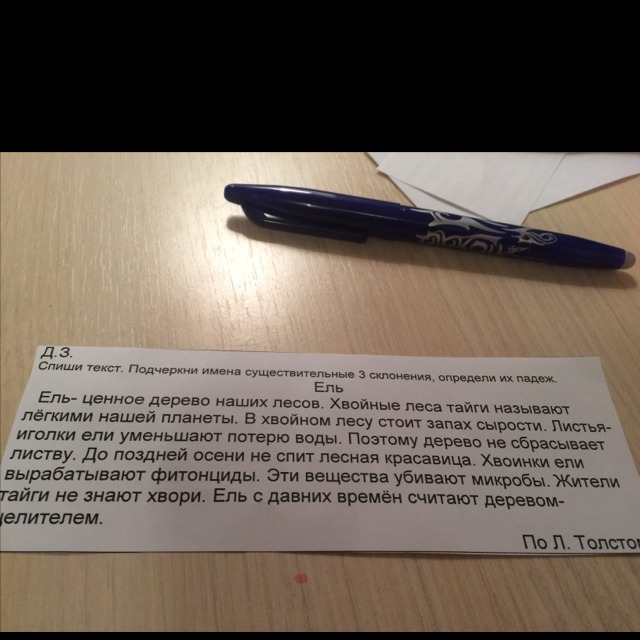 Д.З.
Спиши текст. Подчеркни имена существительные 3 склонения, определи их падеж.
Ель
Ель- ценное дерево наших лесов. Хвойные леса тайги называют
лёгкими нашей планеты. В хвойном лесу стоит запах сырости. Листья-
иголки ели уменьшают потерю воды. Поэтому дерево не сбрасывает
листву. До поздней осени не спит лесная красавица. Хвоинки ели
вырабатывают фитонциды. Эти вещества убивают микробы. Жители
тайги не знают хвори. Ель с давних времён считают деревом-
целителем.
По Л. Толстом